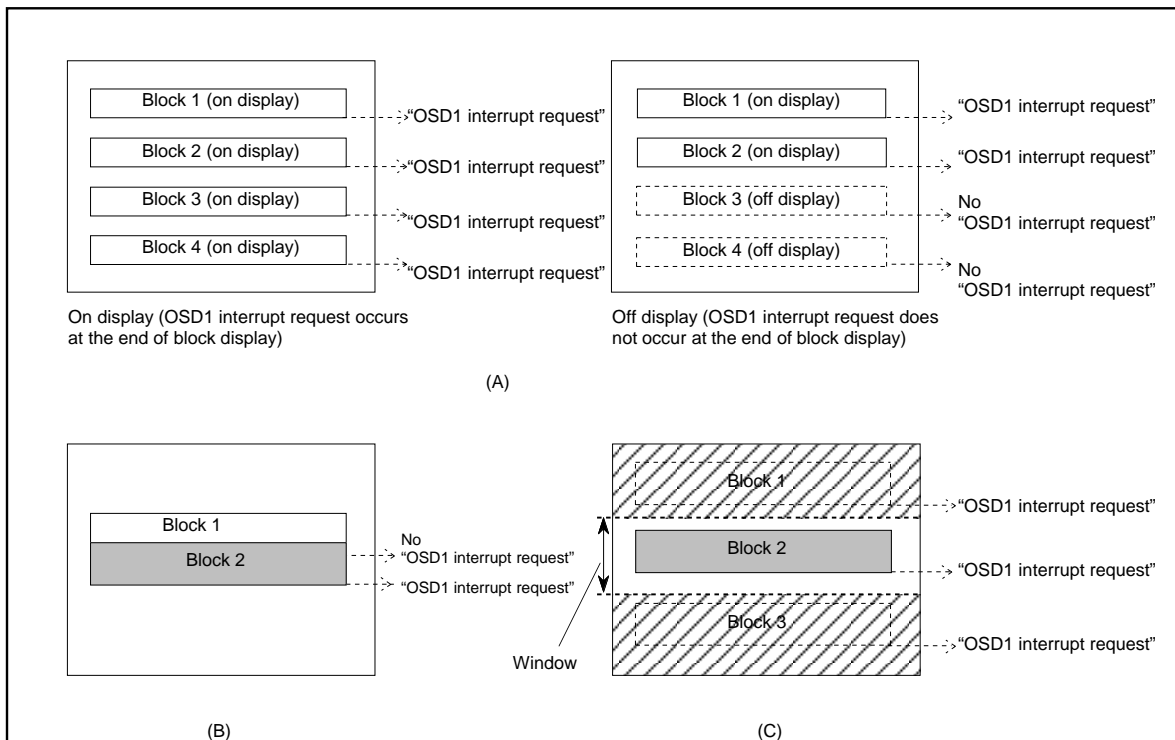 Block 1 (on display)
“OSD1 interrupt request”
Block 2 (on display)
“OSD1 interrupt request”
Block 3 (on display)
“OSD1 interrupt request”
Block 4 (on display)
“OSD1 interrupt request”
On display (OSD1 interrupt request occurs
at the end of block display)
Block 1 (on display)
“OSD1 interrupt request”
Block 2 (on display)
“OSD1 interrupt request”
Block 3 (off display)
No
“OSD1 interrupt request”
Block 4 (off display)
No
“OSD1 interrupt request”
Off display (OSD1 interrupt request does
not occur at the end of block display)
(A)
Block 1
Block 2
No
“OSD1 interrupt request”
“OSD1 interrupt request”
(B)
Block 1
“OSD1 interrupt request”
Block 2
“OSD1 interrupt request”
Block 3
“OSD1 interrupt request”
Window
(C)